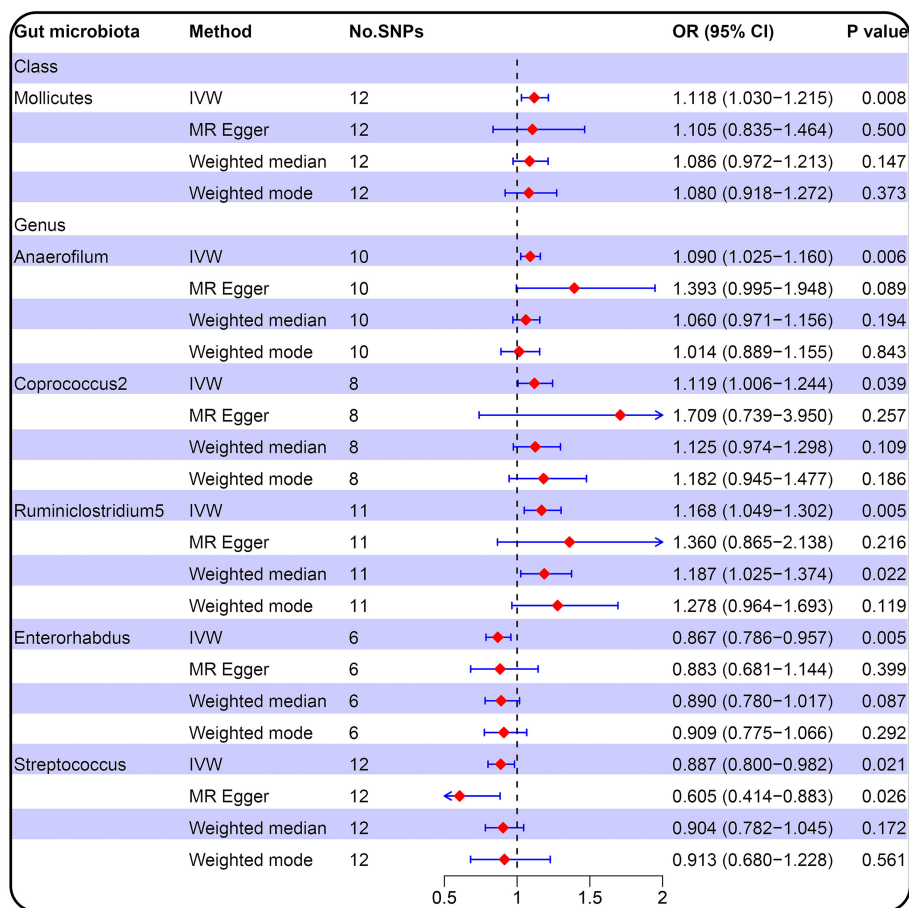 Gut microbiota Method No.SNPs OR (95% CI) P value
Class
Mollicutes IVW 12 1.118 (1.030−1.215) 0.008
MR Egger 12 1.105 (0.835−1.464) 0.500
Weighted median 12 1.086 (0.972−1.213) 0.147
Weighted mode 12 1.080 (0.918−1.272) 0.373
Genus
Anaerofilum IVW 10 1.090 (1.025−1.160) 0.006
MR Egger 10 1.393 (0.995−1.948) 0.089
Weighted median 10 1.060 (0.971−1.156) 0.194
Weighted mode 10 1.014 (0.889−1.155) 0.843
Coprococcus2 IVW 8 1.119 (1.006−1.244) 0.039
MR Egger 8 1.709 (0.739−3.950) 0.257
Weighted median 8 1.125 (0.974−1.298) 0.109
Weighted mode 8 1.182 (0.945−1.477) 0.186
Ruminiclostridium5 IVW 11 1.168 (1.049−1.302) 0.005
MR Egger 11 1.360 (0.865−2.138) 0.216
Weighted median 11 1.187 (1.025−1.374) 0.022
Weighted mode 11 1.278 (0.964−1.693) 0.119
Enterorhabdus IVW 6 0.867 (0.786−0.957) 0.005
MR Egger 6 0.883 (0.681−1.144) 0.399
Weighted median 6 0.890 (0.780−1.017) 0.087
Weighted mode 6 0.909 (0.775−1.066) 0.292
Streptococcus IVW 12 0.887 (0.800−0.982) 0.021
MR Egger 12 0.605 (0.414−0.883) 0.026
Weighted median 12 0.904 (0.782−1.045) 0.172
Weighted mode 12 0.913 (0.680−1.228) 0.561
0.5 1 1.5 2